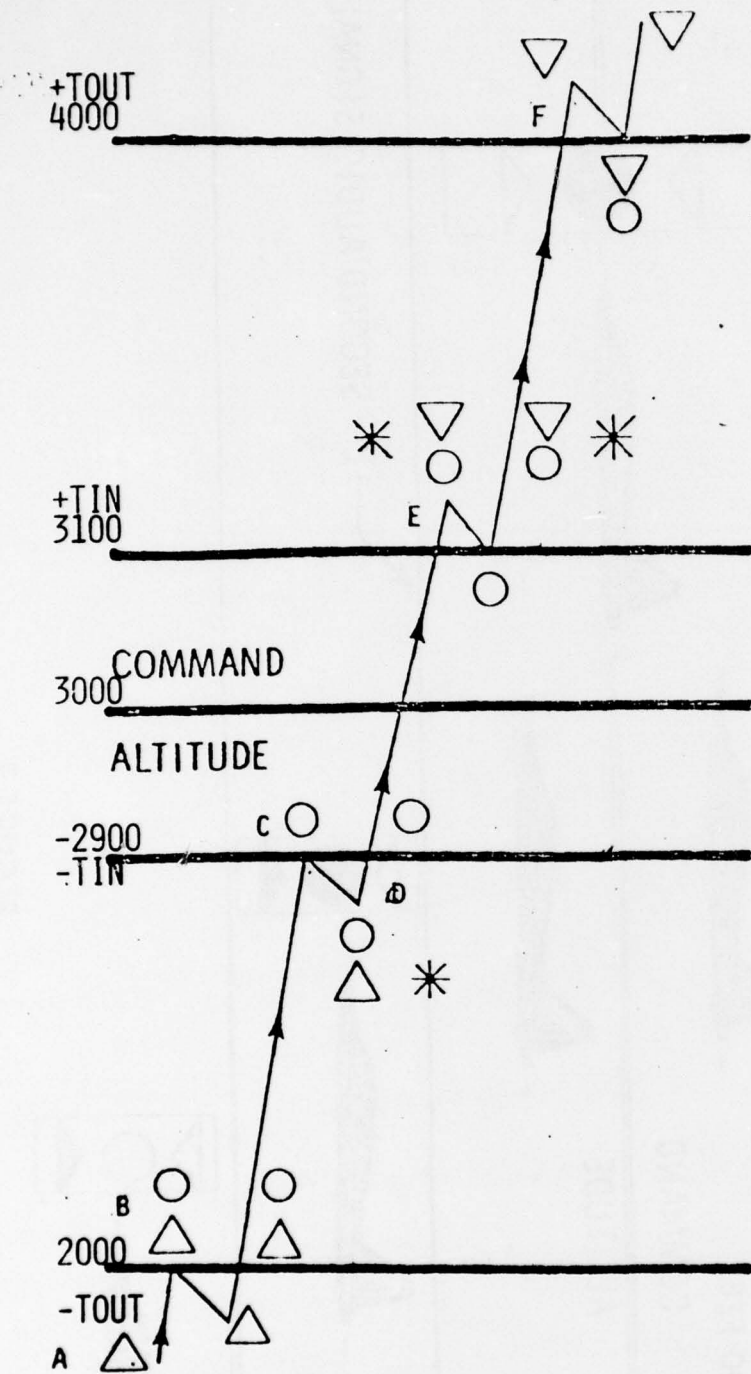 +TOUT
4000
F
+TIN
3100
E
COMMAND
3000
ALTITUDE
C
-2900
-TIN
D
B
2000
-TOUT
A